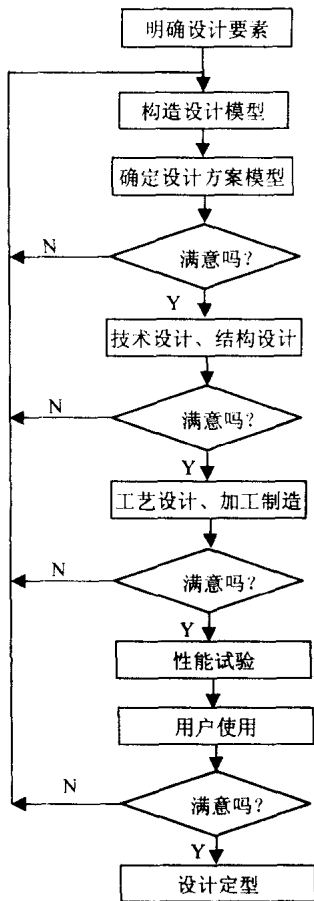 明确设计要素
构造设计模型
确定设计方案模型
N
满意吗?
Y
技术设计、结构设计
N
满意吗?
Y
工艺设计、加工制造
N
满意吗?
Y
性能试验
用户使用
N
满意吗?
Y
设计定型